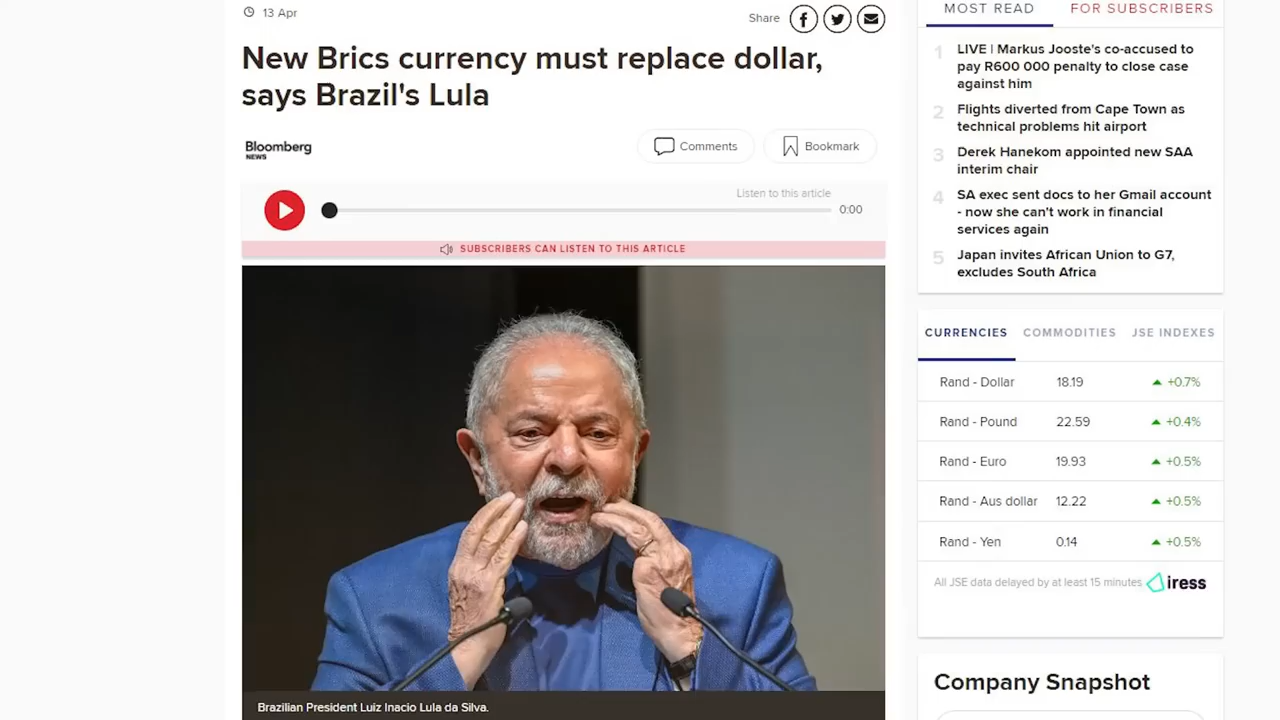 13 Apr
Share
New Brics currency must replace dollar,
says Brazil's Lula
Bloomberg
NEWS
Comments
Bookmark
Listen to this article
0:00
SUBSCRIBERS CAN LISTEN TO THIS ARTICLE
Brazilian President Luiz Inacio Lula da Silva.
MOST READ
FOR SUBSCRIBERS
1 LIVE | Markus Jooste's co-accused to
pay R600 000 penalty to close case
against him
2 Flights diverted from Cape Town as
technical problems hit airport
3 Derek Hanekom appointed new SAA
interim chair
4 SA exec sent docs to her Gmail account
- now she can't work in financial
services again
5 Japan invites African Union to G7,
excludes South Africa
CURRENCIES COMMODITIES JSE INDEXES
Rand - Dollar 18.19 +0.7%
Rand - Pound 22.59 +0.4%
Rand - Euro 19.93 +0.5%
Rand - Aus dollar 12.22 +0.5%
Rand - Yen 0.14 +0.5%
All JSE data delayed by at least 15 minutes iress
Company Snapshot